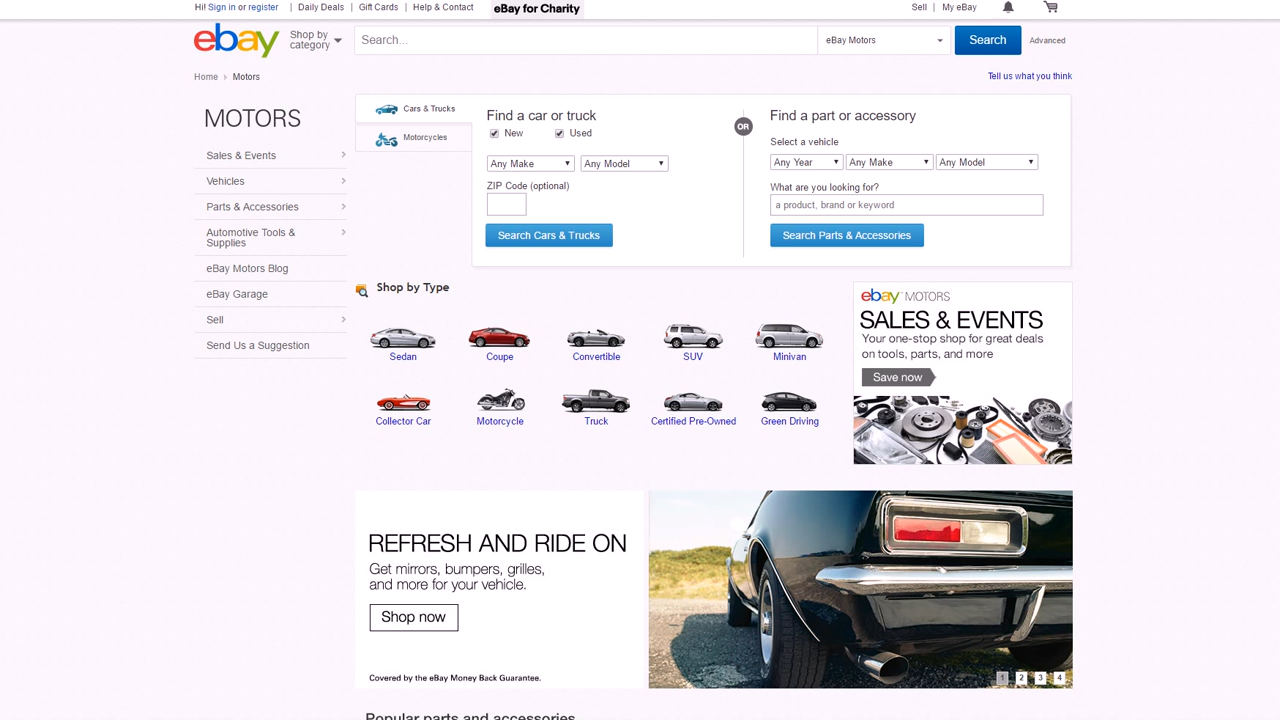 Hi! Sign in or register | Daily Deals | Gift Cards | Help & Contact eBay for Charity Sell | My eBay
ebay Shop by category Search... eBay Motors Search Advanced
Home Motors Tell us what you think
MOTORS
Sales & Events
Vehicles
Parts & Accessories
Automotive Tools &
Supplies
eBay Motors Blog
eBay Garage
Sell
Send Us a Suggestion
Cars & Trucks
Motorcycles
Find a car or truck
New Used
Any Make Any Model
ZIP Code (optional)
Search Cars & Trucks
OR
Find a part or accessory
Select a vehicle
Any Year Any Make Any Model
What are you looking for?
a product, brand or keyword
Search Parts & Accessories
Shop by Type
Sedan Coupe Convertible SUV Minivan
Collector Car Motorcycle Truck Certified Pre-Owned Green Driving
ebay™ MOTORS
SALES & EVENTS
Your one-stop shop for great deals
on tools, parts, and more
Save now
REFRESH AND RIDE ON
Get mirrors, bumpers, grilles,
and more for your vehicle.
Shop now
Covered by the eBay Money Back Guarantee.
1 2 3 4
Popular parts and accessories